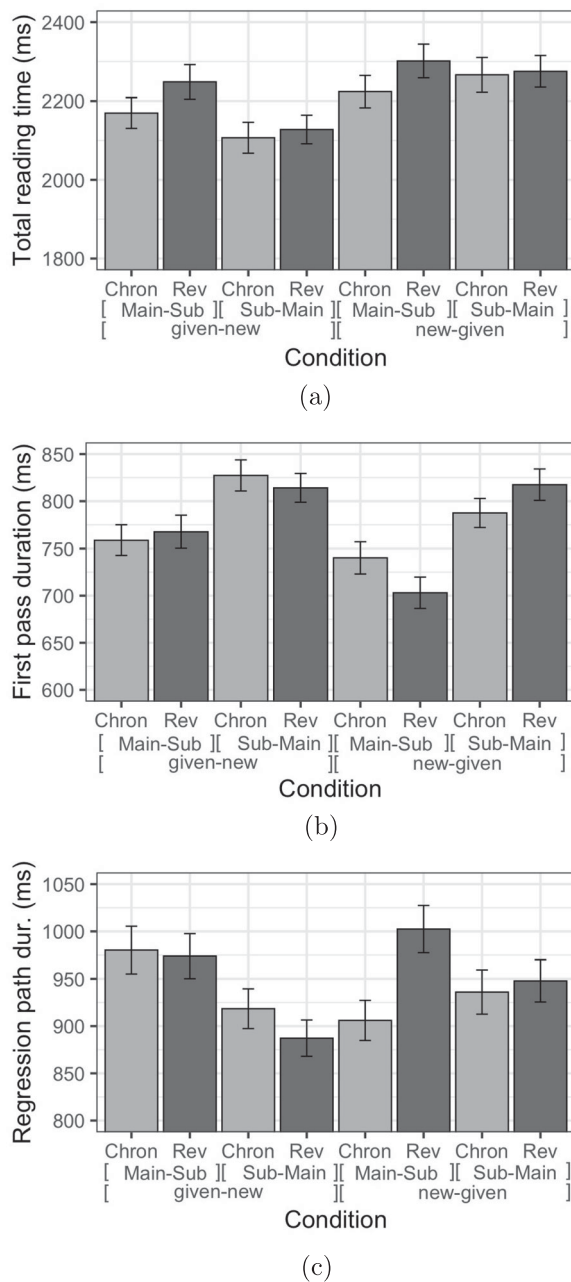 Total reading time (ms)
2400
2200
2000
1800
Chron Rev Chron Rev Chron Rev Chron Rev
[ Main-Sub ][ Sub-Main ][ Main-Sub ][ Sub-Main ]
[ given-new ][ new-given ]
Condition
(a)
First pass duration (ms)
850
800
750
700
650
600
Chron Rev Chron Rev Chron Rev Chron Rev
[ Main-Sub ][ Sub-Main ][ Main-Sub ][ Sub-Main ]
[ given-new ][ new-given ]
Condition
(b)
Regression path dur. (ms)
1050
1000
950
900
850
800
Chron Rev Chron Rev Chron Rev Chron Rev
[ Main-Sub ][ Sub-Main ][ Main-Sub ][ Sub-Main ]
[ given-new ][ new-given ]
Condition
(c)